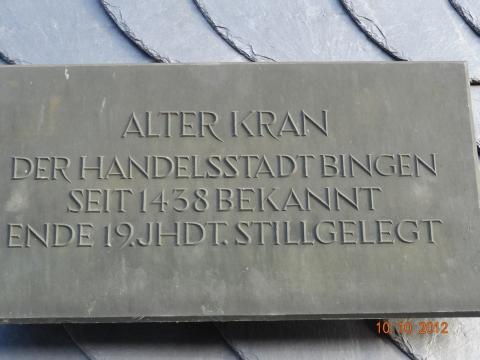 ALTER KRAN
DER HANDELSSTADT BINGEN
SEIT 1438 BEKANNT
ENDE 19.JHDT. STILLGELEGT
10.10.2012